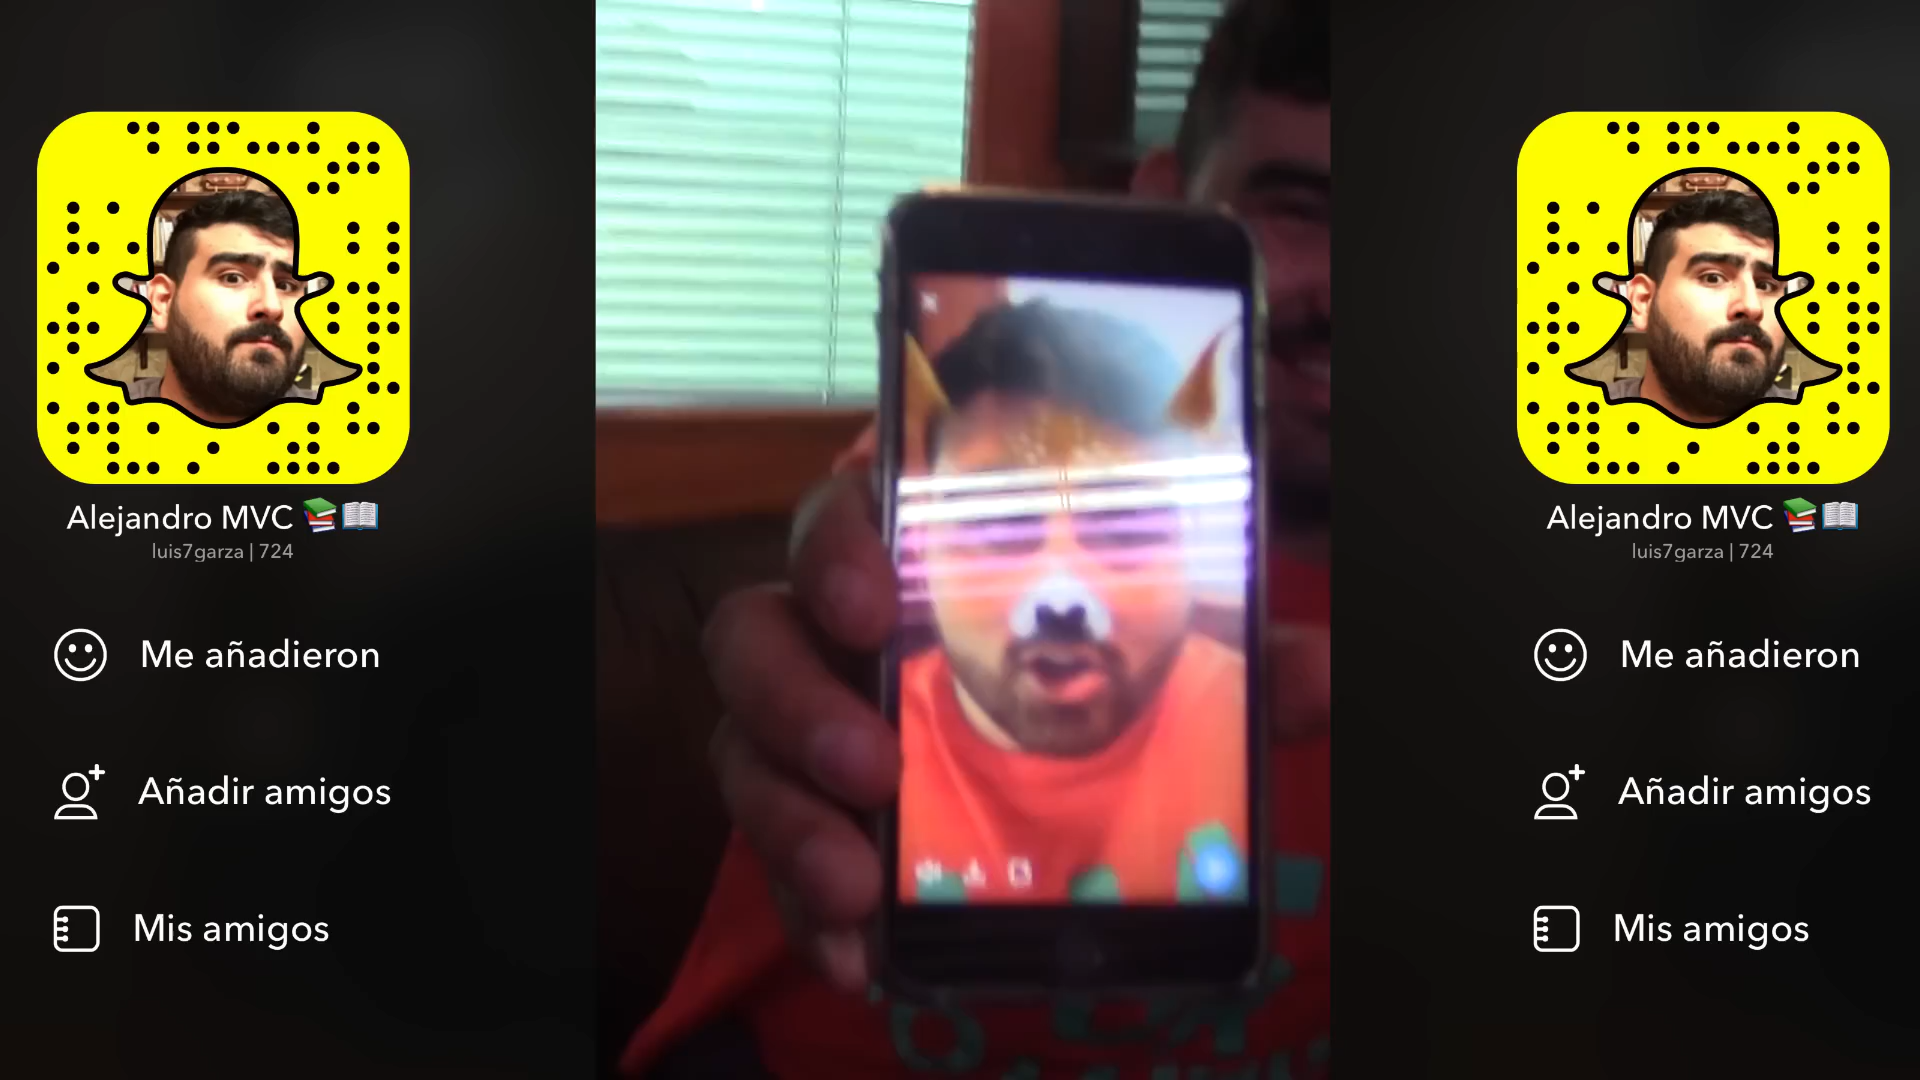 Alejandro MVC 📚📖
luis7garza | 724
Me añadieron
Añadir amigos
Mis amigos
Alejandro MVC 📚📖
luis7garza | 724
Me añadieron
Añadir amigos
Mis amigos